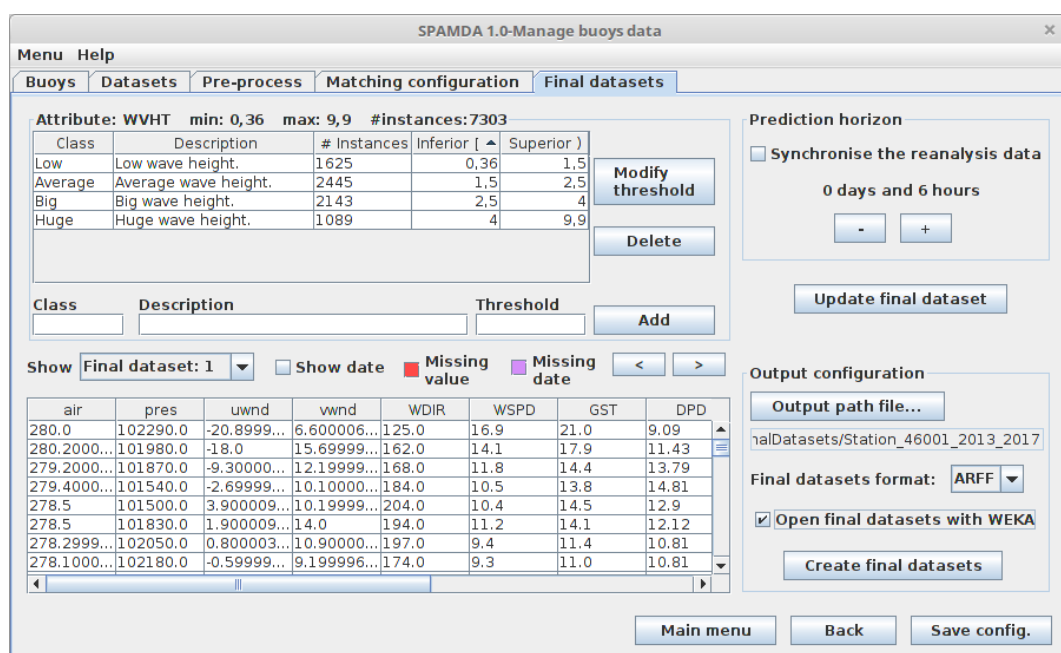 SPAMDA 1.0-Manage buoys data
Menu Help
Buoys Datasets Pre-process Matching configuration Final datasets
Attribute: WVHT min: 0,36 max: 9,9 #instances:7303
Class Description # Instances Inferior [ Superior )
Low Low wave height. 1625 0,36 1,5
Average Average wave height. 2445 1,5 2,5
Big Big wave height. 2143 2,5 4
Huge Huge wave height. 1089 4 9,9
Modify
threshold
Delete
Class Description Threshold
Add
Prediction horizon
Synchronise the reanalysis data
0 days and 6 hours
- +
Update final dataset
Show Final dataset: 1 Show date Missing value Missing date < >
air pres uwnd vwnd WDIR WSPD GST DPD
280.0 102290.0 -20.8999... 6.600006... 125.0 16.9 21.0 9.09
280.2000... 101980.0 -18.0 15.69999... 162.0 14.1 17.9 11.43
279.2000... 101870.0 -9.30000... 12.19999... 168.0 11.8 14.4 13.79
279.4000... 101540.0 -2.69999... 10.10000... 184.0 10.5 13.8 14.81
278.5 101500.0 3.900009... 10.19999... 204.0 10.4 14.5 12.9
278.5 101830.0 1.900009... 14.0 194.0 11.2 14.1 12.12
278.2999... 102050.0 0.800003... 10.90000... 197.0 9.4 11.4 10.81
278.1000... 102180.0 -0.59999... 9.199996... 174.0 9.3 11.0 10.81
Output configuration
Output path file...
nalDatasets/Station_46001_2013_2017
Final datasets format: ARFF
Open final datasets with WEKA
Create final datasets
Main menu Back Save config.